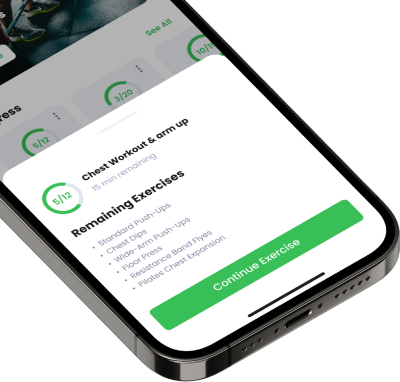 See All
10/1
3/20
5/12
5/12
Chest Workout & arm up
15 min remaining
Remaining Exercises
• Standard Push-Ups
• Chest Dips
• Wide-Arm Push-Ups
• Floor Press
• Resistance Band Flyes
• Pilates Chest Expansion
Continue Exercise